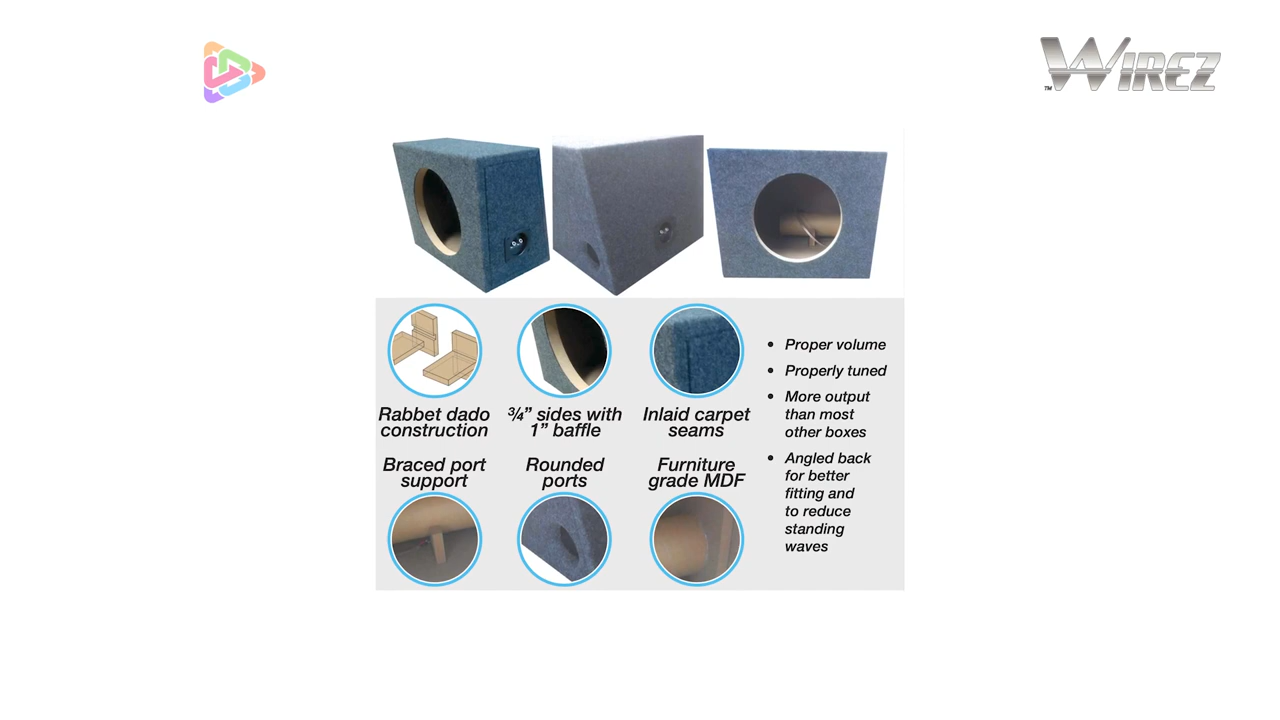 WIREZ
TM
Rabbet dado
construction
¾” sides with
1” baffle
Inlaid carpet
seams
Braced port
support
Rounded
ports
Furniture
grade MDF
• Proper volume
• Properly tuned
• More output
than most
other boxes
• Angled back
for better
fitting and
to reduce
standing
waves